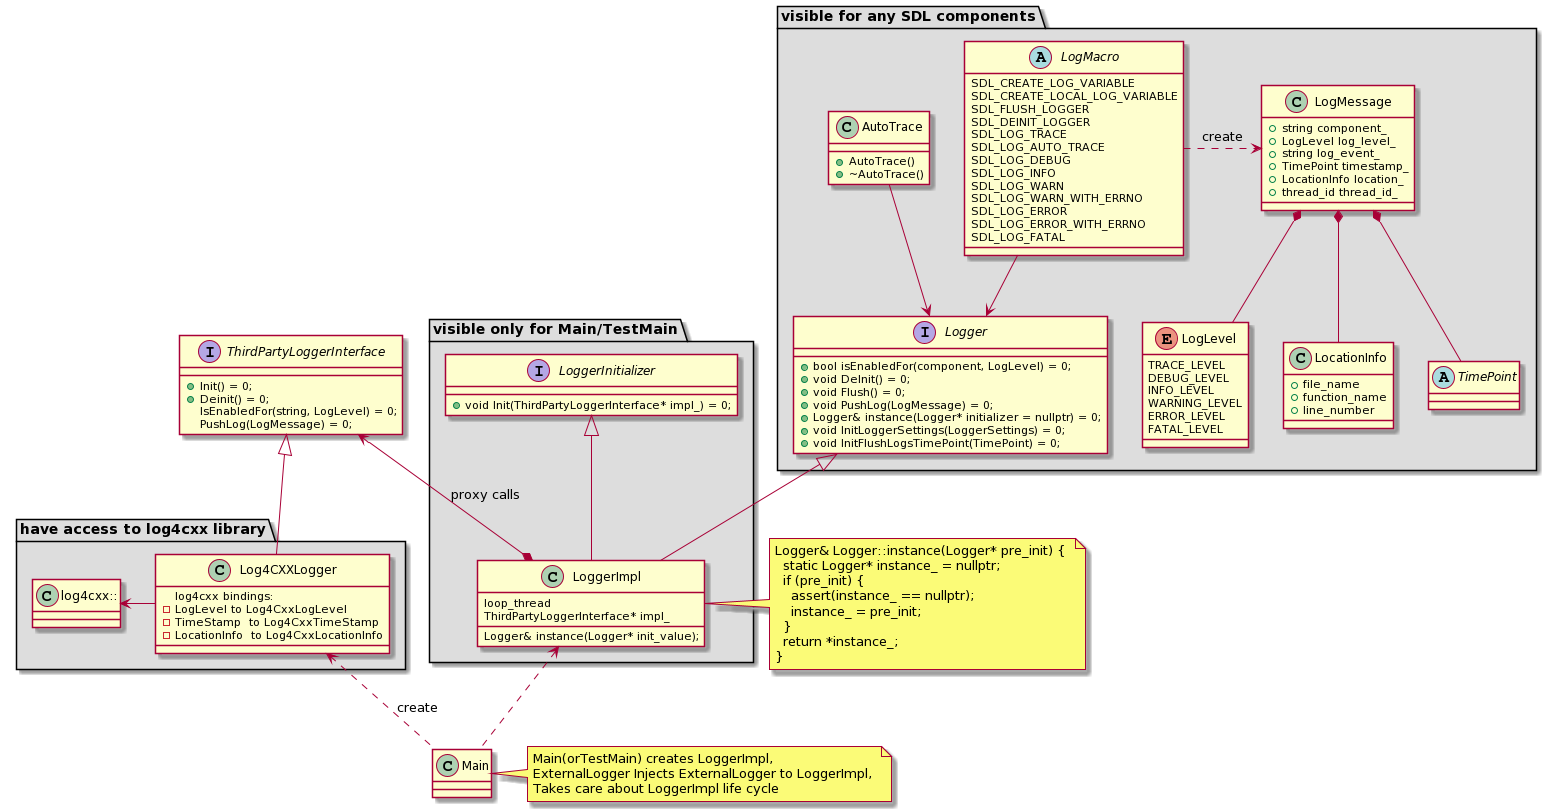 visible for any SDL components
A LogMacro
SDL_CREATE_LOG_VARIABLE
SDL_CREATE_LOCAL_LOG_VARIABLE
SDL_FLUSH_LOGGER
SDL_DEINIT_LOGGER
SDL_LOG_TRACE
SDL_LOG_AUTO_TRACE
SDL_LOG_DEBUG
SDL_LOG_INFO
SDL_LOG_WARN
SDL_LOG_WARN_WITH_ERRNO
SDL_LOG_ERROR
SDL_LOG_ERROR_WITH_ERRNO
SDL_LOG_FATAL
C AutoTrace
AutoTrace()
~AutoTrace()
create
C LogMessage
string component_
LogLevel log_level_
string log_event_
TimePoint timestamp_
LocationInfo location_
thread_id thread_id_
I Logger
bool isEnabledFor(component, LogLevel) = 0;
void DeInit() = 0;
void Flush() = 0;
void PushLog(LogMessage) = 0;
Logger& instance(Logger* initializer = nullptr) = 0;
void InitLoggerSettings(LoggerSettings) = 0;
void InitFlushLogsTimePoint(TimePoint) = 0;
E LogLevel
TRACE_LEVEL
DEBUG_LEVEL
INFO_LEVEL
WARNING_LEVEL
ERROR_LEVEL
FATAL_LEVEL
C LocationInfo
file_name
function_name
line_number
A TimePoint
I ThirdPartyLoggerInterface
Init() = 0;
Deinit() = 0;
IsEnabledFor(string, LogLevel) = 0;
PushLog(LogMessage) = 0;
visible only for Main/TestMain
I LoggerInitializer
void Init(ThirdPartyLoggerInterface* impl_) = 0;
proxy calls
have access to log4cxx library
C log4cxx::
C Log4CXXLogger
log4cxx bindings:
LogLevel to Log4CxxLogLevel
TimeStamp  to Log4CxxTimeStamp
LocationInfo  to Log4CxxLocationInfo
C LoggerImpl
loop_thread
ThirdPartyLoggerInterface* impl_
Logger& instance(Logger* init_value);
Logger& Logger::instance(Logger* pre_init) {
static Logger* instance_ = nullptr;
if (pre_init) {
assert(instance_ == nullptr);
instance_ = pre_init;
}
return *instance_;
}
create
C Main
Main(orTestMain) creates LoggerImpl,
ExternalLogger Injects ExternalLogger to LoggerImpl,
Takes care about LoggerImpl life cycle